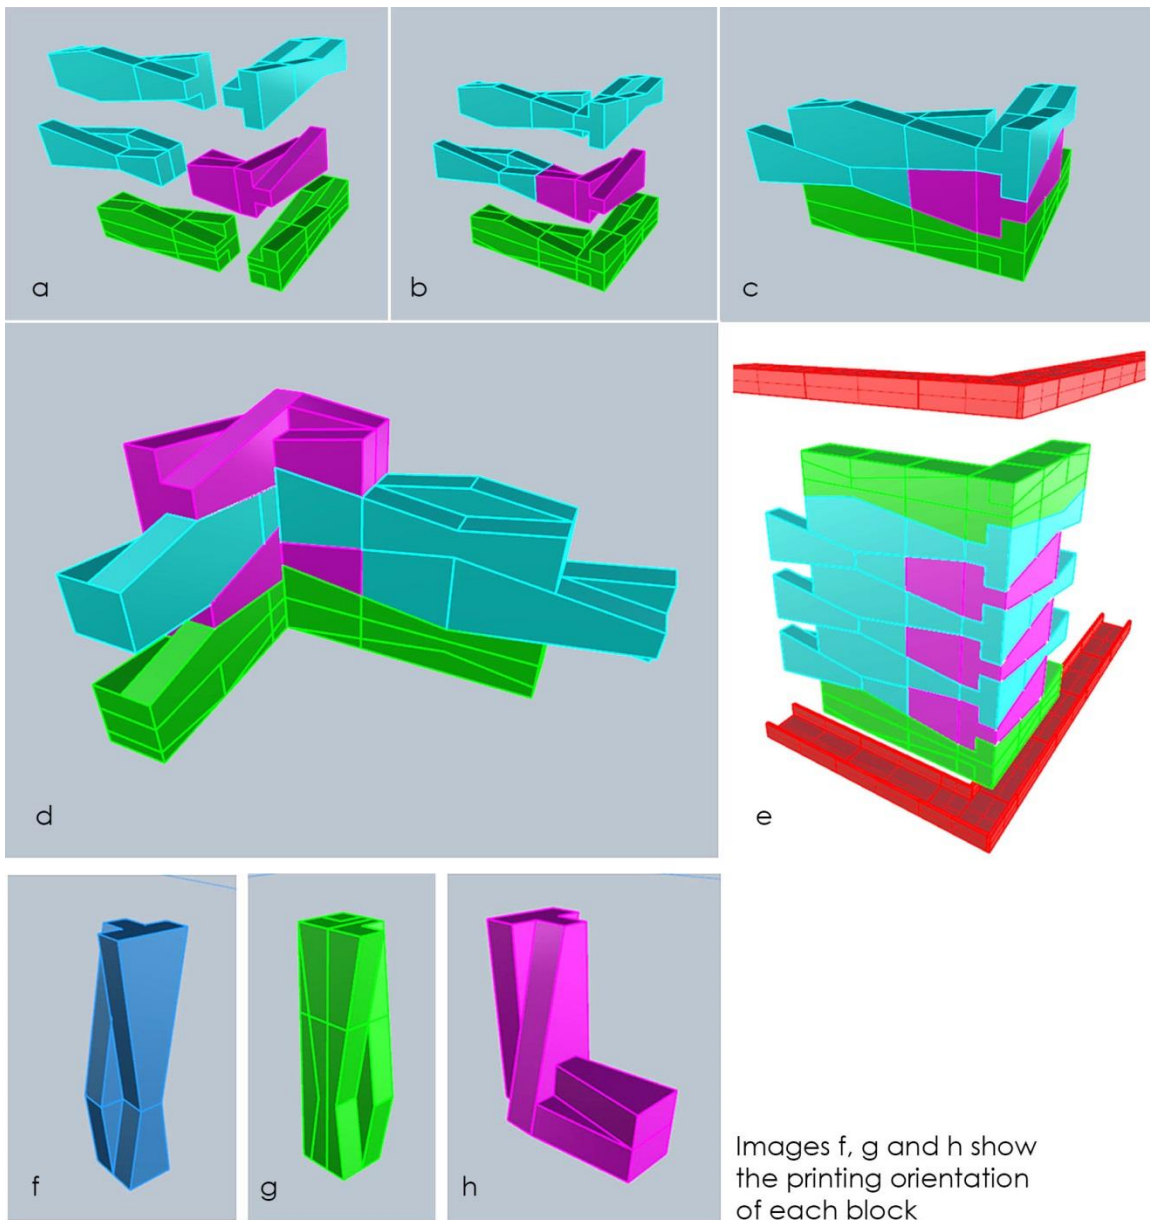 a
b
c
d
e
f
g
h
Images f, g and h show
the printing orientation
of each block